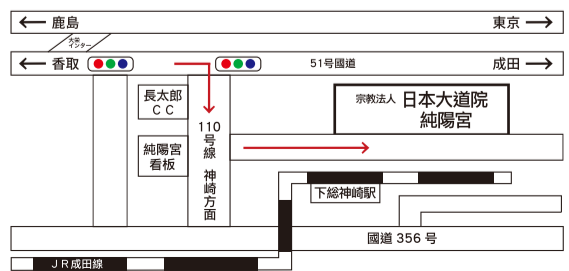 鹿島
東京
大栄
インター
香取
51号國道
成田
長太郎
CC
110号線 神崎方面
宗教法人 日本大道院
純陽宮
純陽宮
看板
下総神崎駅
國道 356 号
JR成田線